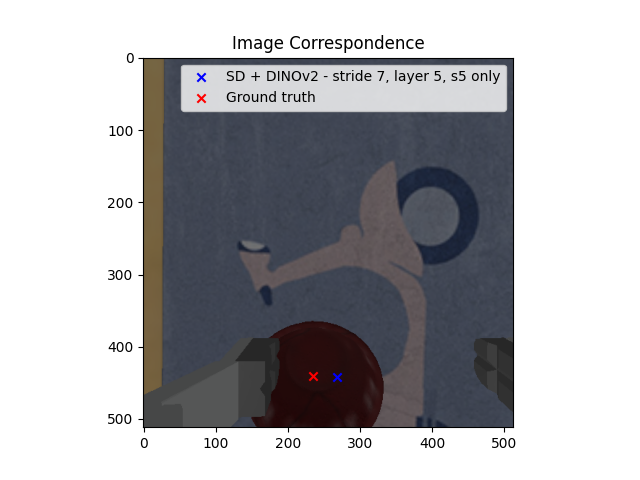 Image Correspondence
SD + DINOv2 - stride 7, layer 5, s5 only
Ground truth
0
100
200
300
400
500
0 100 200 300 400 500